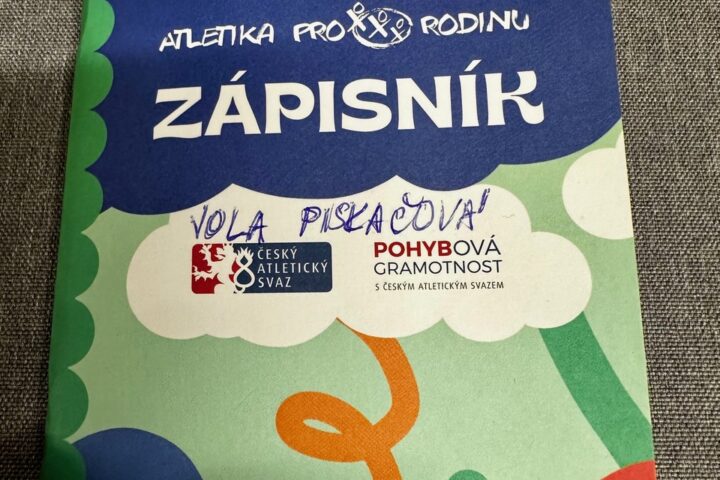 ATLETIKA PRO RODINU
ZÁPISNÍK
VOLA PISKAČOVÁ
ČESKÝ
ATLETICKÝ
SVAZ
POHYBOVÁ
GRAMOTNOST
S ČESKÝM ATLETICKÝM SVAZEM